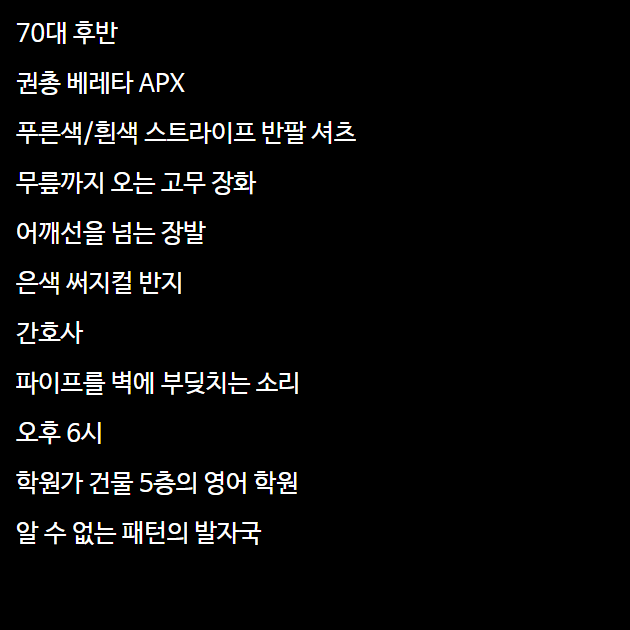 70대 후반
권총 베레타 APX
푸른색/흰색 스트라이프 반팔 셔츠
무릎까지 오는 고무 장화
어깨선을 넘는 장발
은색 써지컬 반지
간호사
파이프를 벽에 부딪치는 소리
오후 6시
학원가 건물 5층의 영어 학원
알 수 없는 패턴의 발자국